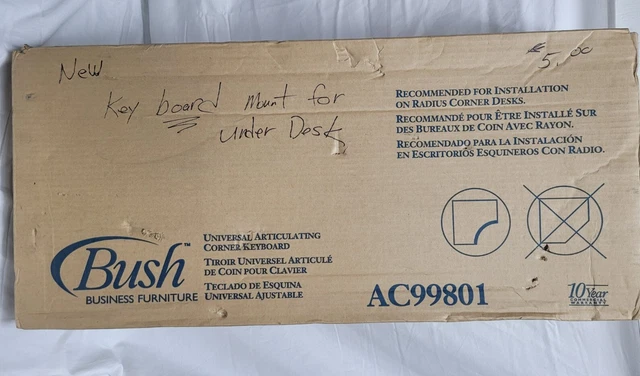 New
$5.00
Key board Mount for
under Desk
RECOMMENDED FOR INSTALLATION
ON RADIUS CORNER DESKS.
RECOMMANDÉ POUR ÊTRE INSTALLÉ SUR
DES BUREAUX DE COIN AVEC RAYON.
RECOMENDADO PARA LA INSTALACIÓN
EN ESCRITORIOS ESQUINEROS CON RADIO.
Bush™
BUSINESS FURNITURE
UNIVERSAL ARTICULATING
CORNER KEYBOARD
TIROIR UNIVERSEL ARTICULÉ
DE COIN POUR CLAVIER
TECLADO DE ESQUINA
UNIVERSAL AJUSTABLE
AC99801
10 Year
COMMERCIAL
WARRANTY